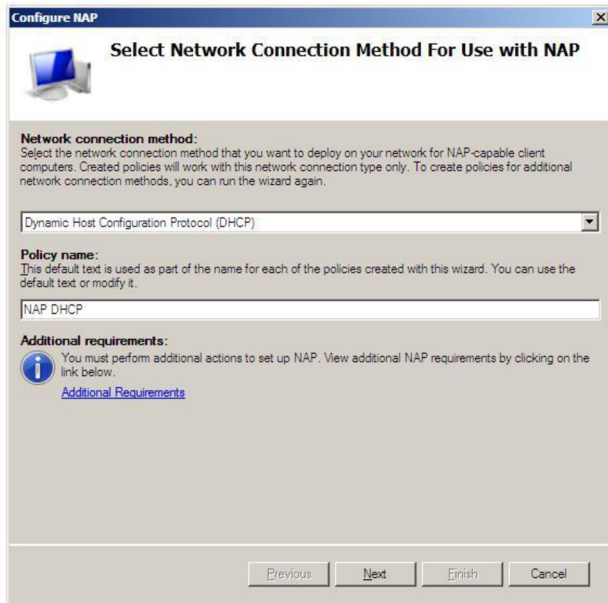 Configure NAP
Select Network Connection Method For Use with NAP
Network connection method:
Select the network connection method that you want to deploy on your network for NAP-capable client
computers. Created policies will work with this network connection type only. To create policies for additional
network connection methods, you can run the wizard again.
Dynamic Host Configuration Protocol (DHCP)
Policy name:
This default text is used as part of the name for each of the policies created with this wizard. You can use the
default text or modify it.
NAP DHCP
Additional requirements:
You must perform additional actions to set up NAP. View additional NAP requirements by clicking on the
link below.
Additional Requirements
Previous Next Finish Cancel